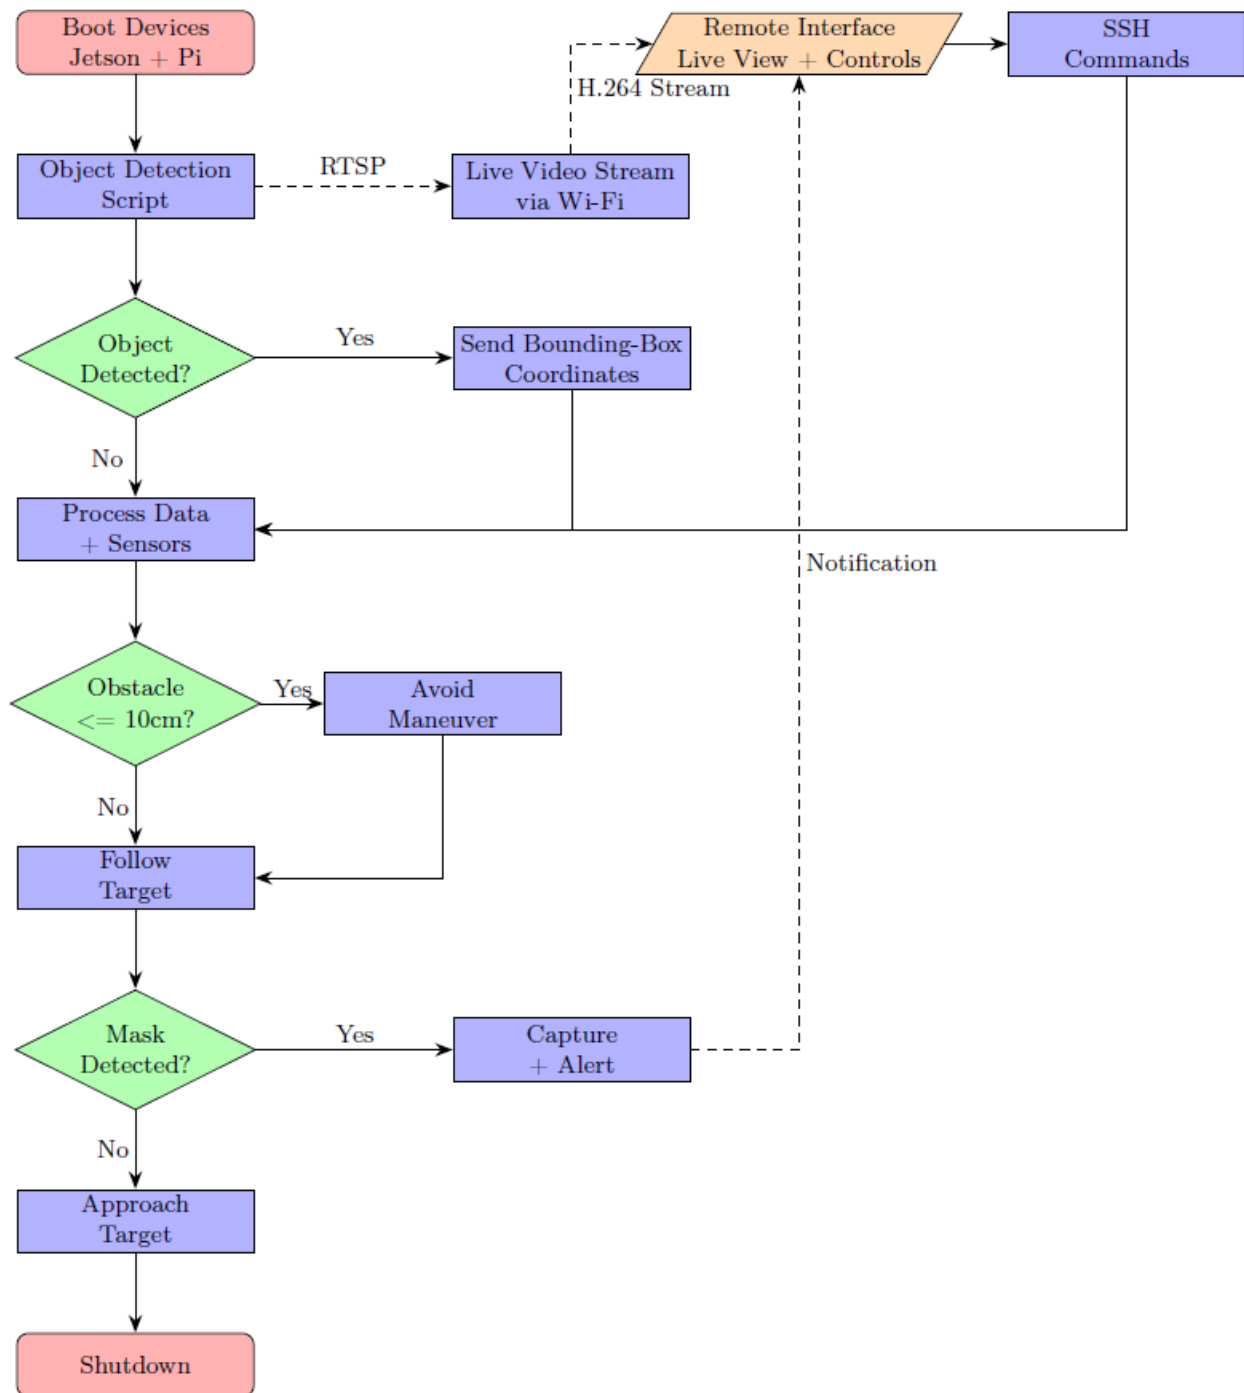 Boot Devices
Jetson + Pi
Remote Interface
Live View + Controls
SSH
Commands
H.264 Stream
Object Detection
Script
RTSP
Live Video Stream
via Wi-Fi
Object
Detected?
Yes
Send Bounding-Box
Coordinates
No
Process Data
+ Sensors
Notification
Obstacle
<= 10cm?
Yes
Avoid
Maneuver
No
Follow
Target
Mask
Detected?
Yes
Capture
+ Alert
No
Approach
Target
Shutdown